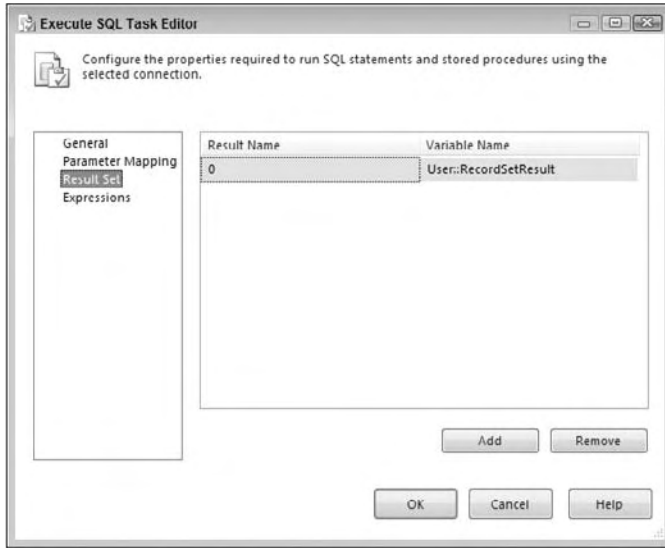 Execute SQL Task Editor
Configure the properties required to run SQL statements and stored procedures using the
selected connection.
General
Parameter Mapping
Result Set
Expressions
Result Name
Variable Name
0
User::RecordSetResult
Add
Remove
OK
Cancel
Help